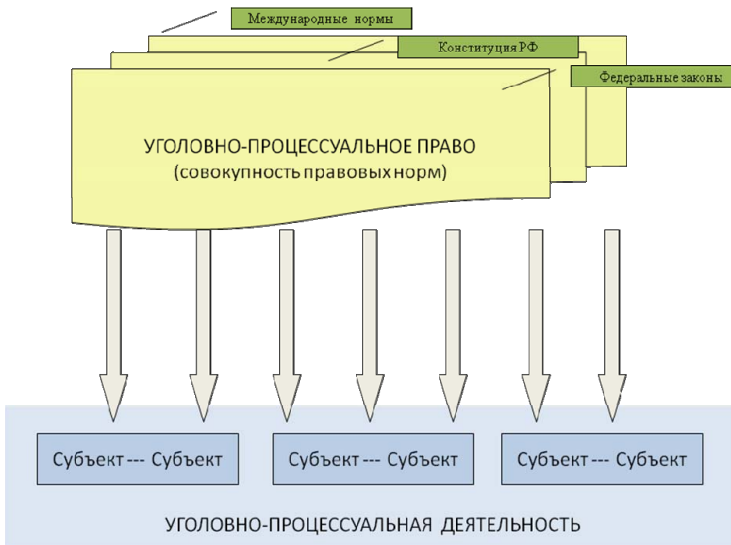 Международные нормы
Конституция РФ
Федеральные законы
УГОЛОВНО-ПРОЦЕССУАЛЬНОЕ ПРАВО
(совокупность правовых норм)
Субъект --- Субъект
Субъект --- Субъект
Субъект --- Субъект
УГОЛОВНО-ПРОЦЕССУАЛЬНАЯ ДЕЯТЕЛЬНОСТЬ